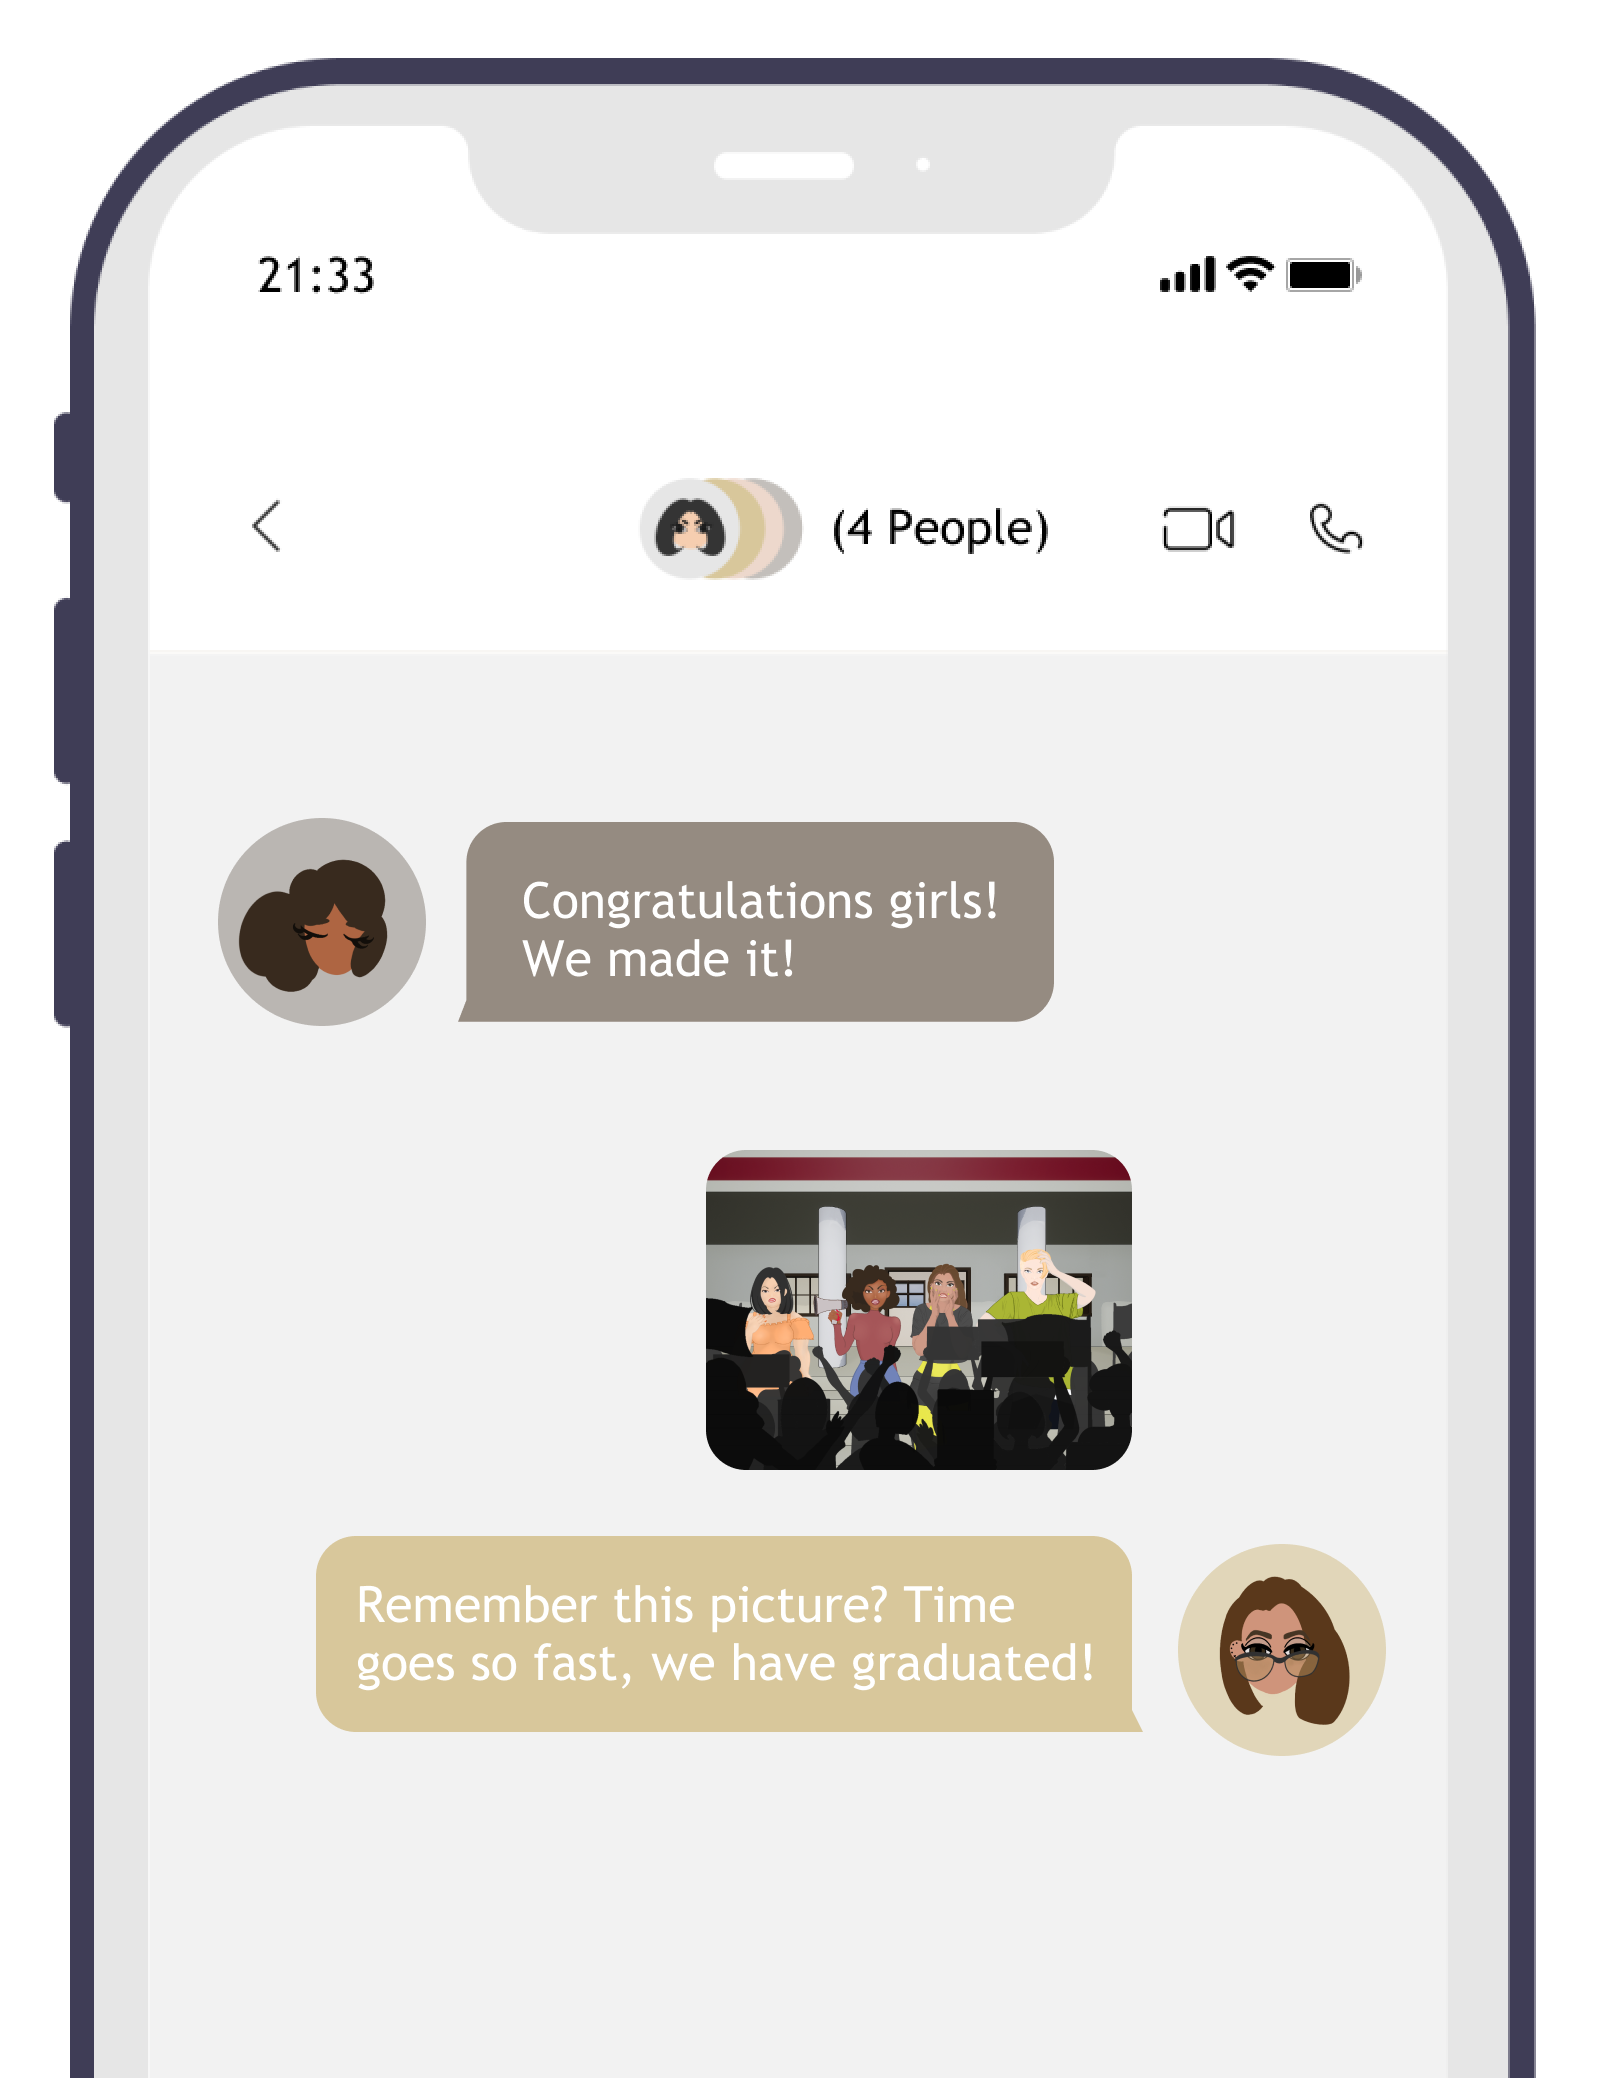 21:33
(4 People)
Congratulations girls!
We made it!
Remember this picture? Time
goes so fast, we have graduated!